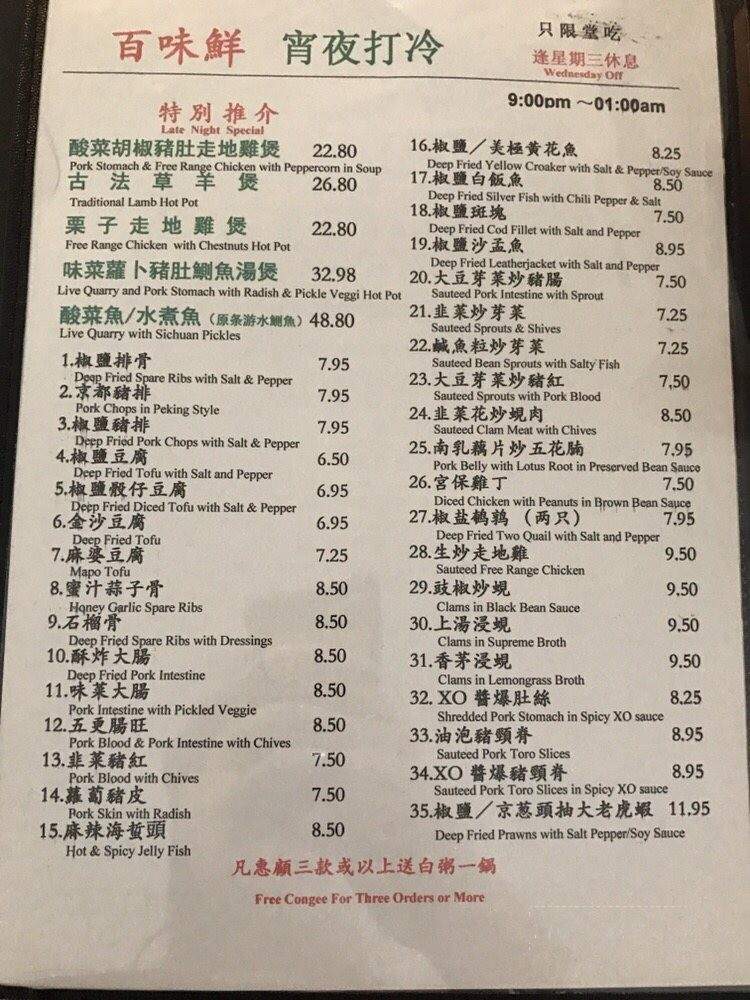 百味鮮 宵夜打冷
只限堂吃
逢星期三休息
Wednesday Off
9:00pm ～01:00am
特別推介
Late Night Special
酸菜胡椒豬肚走地雞煲 22.80
Pork Stomach & Free Range Chicken with Peppercorn in Soup
古法草羊煲 26.80
Traditional Lamb Hot Pot
栗子走地雞煲 22.80
Free Range Chicken with Chestnuts Hot Pot
味菜蘿卜豬肚鰂魚湯煲 32.98
Live Quarry and Pork Stomach with Radish & Pickle Veggi Hot Pot
酸菜魚/水煮魚（原条游水鰂魚） 48.80
Live Quarry with Sichuan Pickles
1.椒鹽排骨 7.95
Deep Fried Spare Ribs with Salt & Pepper
2.京都豬排 7.95
Pork Chops in Peking Style
3.椒鹽豬排 7.95
Deep Fried Pork Chops with Salt & Pepper
4.椒鹽豆腐 6.50
Deep Fried Tofu with Salt and Pepper
5.椒鹽骰仔豆腐 6.95
Deep Fried Diced Tofu with Salt & Pepper
6.金沙豆腐 6.95
Deep Fried Tofu
7.麻婆豆腐 7.25
Mapo Tofu
8.蜜汁蒜子骨 8.50
Honey Garlic Spare Ribs
9.石榴骨 8.50
Deep Fried Spare Ribs with Dressings
10.酥炸大腸 8.50
Deep Fried Pork Intestine
11.味菜大腸 8.50
Pork Intestine with Pickled Veggie
12.五更腸旺 8.50
Pork Blood & Pork Intestine with Chives
13.韭菜豬紅 7.50
Pork Blood with Chives
14.蘿蔔豬皮 7.50
Pork Skin with Radish
15.麻辣海蜇頭 8.50
Hot & Spicy Jelly Fish
16.椒鹽／美極黃花魚 8.25
Deep Fried Yellow Croaker with Salt & Pepper/Soy Sauce
17.椒鹽白飯魚 8.50
Deep Fried Silver Fish with Chili Pepper & Salt
18.椒鹽斑塊 7.50
Deep Fried Cod Fillet with Salt and Pepper
19.椒鹽沙孟魚 8.95
Deep Fried Leatherjacket with Salt and Pepper
20.大豆芽菜炒豬腸 7.50
Sauteed Pork Intestine with Sprout
21.韭菜炒芽菜 7.25
Sauteed Sprouts & Shives
22.鹹魚粒炒芽菜 7.25
Sauteed Bean Sprouts with Salty Fish
23.大豆芽菜炒豬紅 7,50
Sauteed Sprouts with Pork Blood
24.韭菜花炒蜆肉 8.50
Sauteed Clam Meat with Chives
25.南乳藕片炒五花腩 7.95
Pork Belly with Lotus Root in Preserved Bean Sauce
26.宮保雞丁 7.50
Diced Chicken with Peanuts in Brown Bean Sauce
27.椒盐鹌鹑（两只） 7.95
Deep Fried Two Quail with Salt and Pepper
28.生炒走地雞 9.50
Sauteed Free Range Chicken
29.豉椒炒蜆 9.50
Clams in Black Bean Sauce
30.上湯浸蜆 9.50
Clams in Supreme Broth
31.香茅浸蜆 9.50
Clams in Lemongrass Broth
32. XO 醬爆肚絲 8.25
Shredded Pork Stomach in Spicy XO sauce
33.油泡豬頸脊 8.95
Sauteed Pork Toro Slices
34.XO 醬爆豬頸脊 8.95
Sauteed Pork Toro Slices in Spicy XO sauce
35.椒鹽／京蔥頭抽大老虎蝦 11.95
Deep Fried Prawns with Salt Pepper/Soy Sauce
凡惠顧三款或以上送白粥一鍋
Free Congee For Three Orders or More